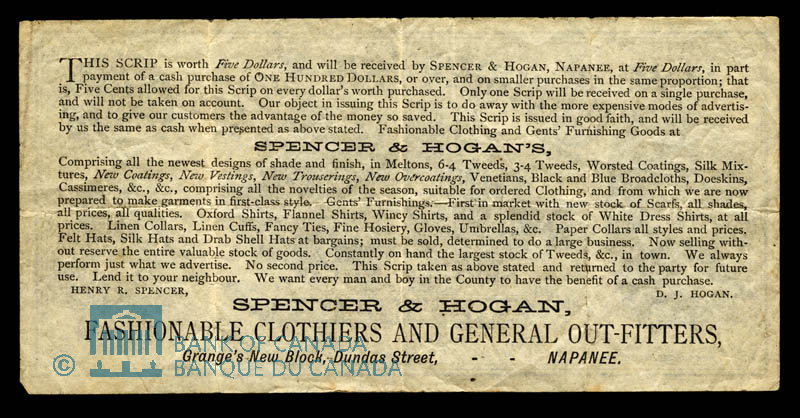 THIS SCRIP is worth Five Dollars, and will be received by SPENCER & HOGAN, NAPANEE, at Five Dollars, in part
payment of a cash purchase of ONE HUNDRED DOLLARS, or over, and on smaller purchases in the same proportion; that
is, Five Cents allowed for this Scrip on every dollar's worth purchased. Only one Scrip will be received on a single purchase,
and will not be taken on account. Our object in issuing this Scrip is to do away with the more expensive modes of advertis-
ing, and to give our customers the advantage of the money so saved. This Scrip is issued in good faith, and will be received
by us the same as cash when presented as above stated. Fashionable Clothing and Gents' Furnishing Goods at
SPENCER & HOGAN'S,
Comprising all the newest designs of shade and finish, in Meltons, 6-4 Tweeds, 3-4 Tweeds, Worsted Coatings, Silk Mix-
tures, New Coatings, New Vestings, New Trouserings, New Overcoatings, Venetians, Black and Blue Broadcloths, Doeskins,
Cassimeres, &c., &c., comprising all the novelties of the season, suitable for ordered Clothing, and from which we are now
prepared to make garments in first-class style. Gents' Furnishings.—First in market with new stock of Scarfs, all shades,
all prices, all qualities. Oxford Shirts, Flannel Shirts, Wincy Shirts, and a splendid stock of White Dress Shirts, at all
prices. Linen Collars, Linen Cuffs, Fancy Ties, Fine Hosiery, Gloves, Umbrellas, &c. Paper Collars all styles and prices.
Felt Hats, Silk Hats and Drab Shell Hats at bargains; must be sold, determined to do a large business. Now selling with-
out reserve the entire valuable stock of goods. Constantly on hand the largest stock of Tweeds, &c., in town. We always
perform just what we advertise. No second price. This Scrip taken as above stated and returned to the party for future
use. Lend it to your neighbour. We want every man and boy in the County to have the benefit of a cash purchase.
HENRY R. SPENCER, D. J. HOGAN.
SPENCER & HOGAN,
FASHIONABLE CLOTHIERS AND GENERAL OUT-FITTERS,
Grange's New Block, Dundas Street, - - NAPANEE.
© BANK OF CANADA
BANQUE DU CANADA